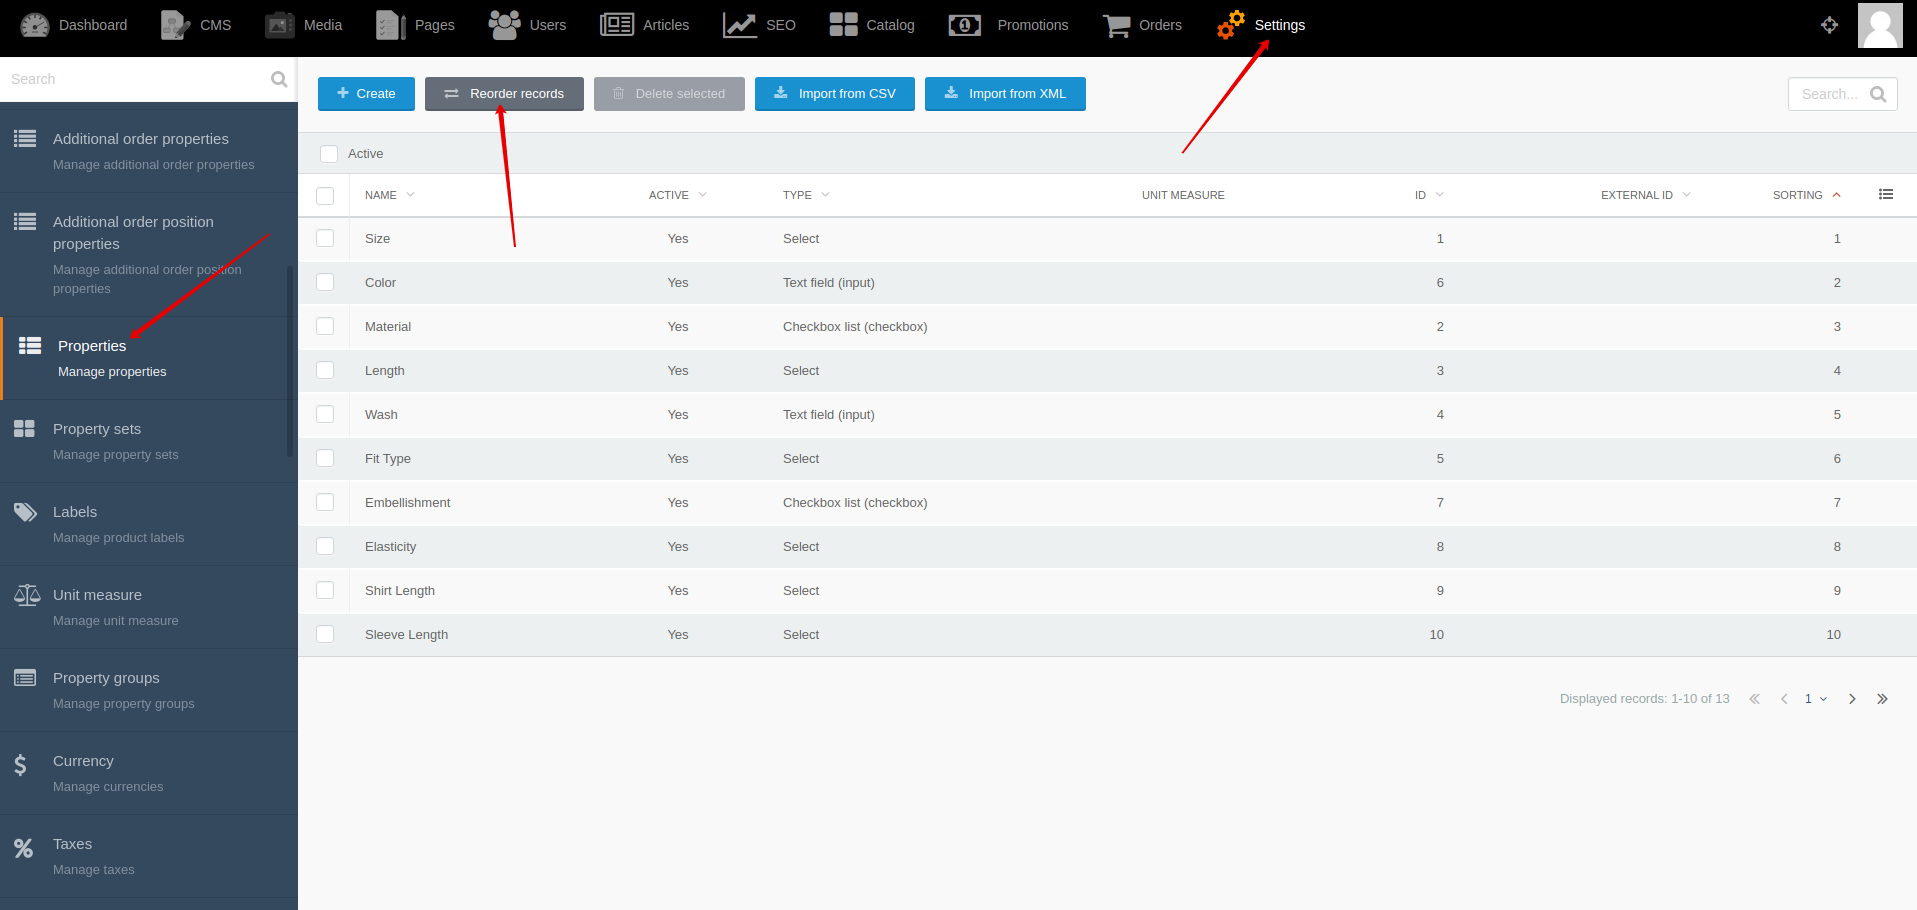 Dashboard CMS Media Pages Users Articles SEO Catalog Promotions Orders Settings
Search
Additional order properties
Manage additional order properties
Additional order position
properties
Manage additional order position
properties
Properties
Manage properties
Property sets
Manage property sets
Labels
Manage product labels
Unit measure
Manage unit measure
Property groups
Manage property groups
Currency
Manage currencies
Taxes
Manage taxes
Create Reorder records Delete selected Import from CSV Import from XML Search...
Active
NAME ACTIVE TYPE UNIT MEASURE ID EXTERNAL ID SORTING
Size Yes Select 1 1
Color Yes Text field (input) 6 2
Material Yes Checkbox list (checkbox) 2 3
Length Yes Select 3 4
Wash Yes Text field (input) 4 5
Fit Type Yes Select 5 6
Embellishment Yes Checkbox list (checkbox) 7 7
Elasticity Yes Select 8 8
Shirt Length Yes Select 9 9
Sleeve Length Yes Select 10 10
Displayed records: 1-10 of 13 1